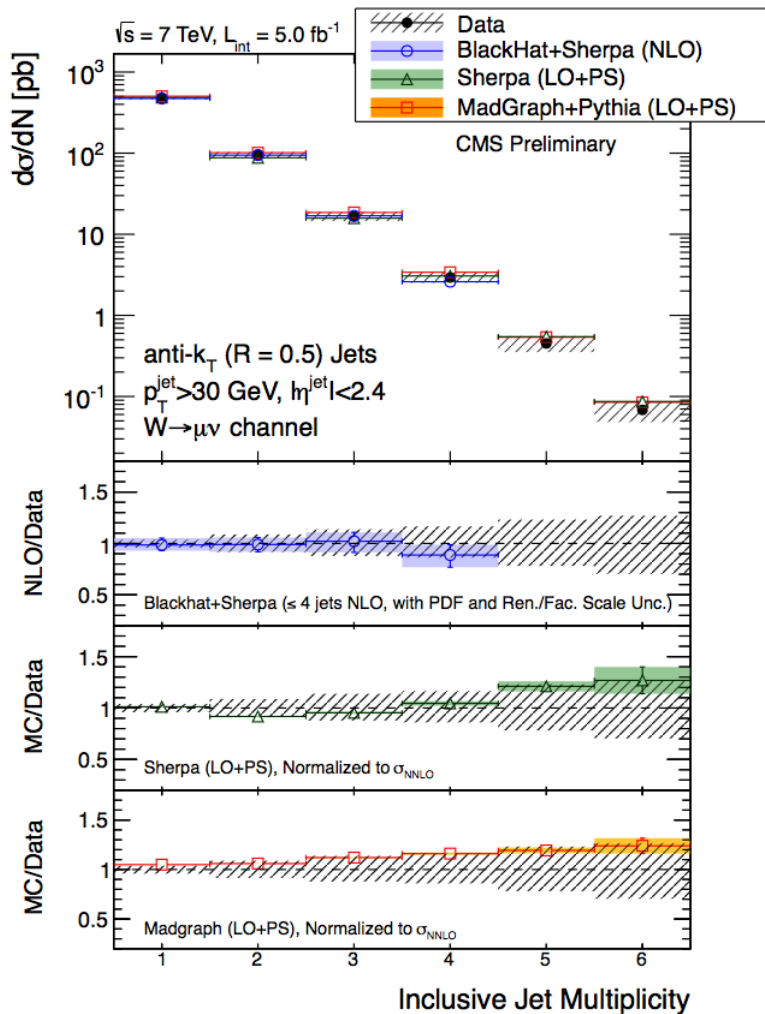 √s = 7 TeV, L_int = 5.0 fb⁻¹
Data
BlackHat+Sherpa (NLO)
Sherpa (LO+PS)
MadGraph+Pythia (LO+PS)
CMS Preliminary
dσ/dN [pb]
10³
10²
10
1
10⁻¹
anti-k_T (R = 0.5) Jets
p_T^jet>30 GeV, |η^jet|<2.4
W→μν channel
NLO/Data
1.5
1
0.5
Blackhat+Sherpa (≤ 4 jets NLO, with PDF and Ren./Fac. Scale Unc.)
MC/Data
1.5
1
0.5
Sherpa (LO+PS), Normalized to σ_NNLO
MC/Data
1.5
1
0.5
Madgraph (LO+PS), Normalized to σ_NNLO
1 2 3 4 5 6
Inclusive Jet Multiplicity